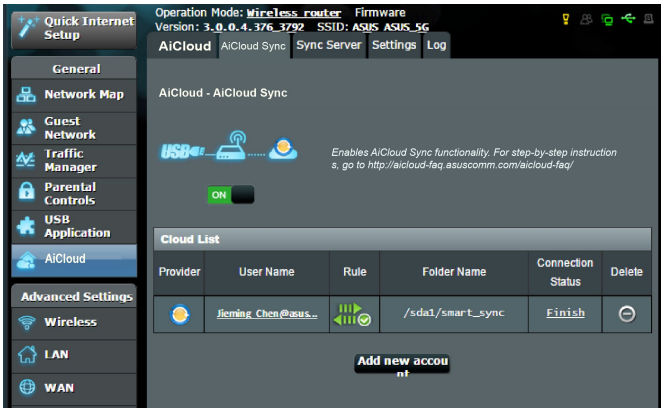 Quick Internet
Setup
General
Network Map
Guest
Network
Traffic
Manager
Parental
Controls
USB
Application
AiCloud
Advanced Settings
Wireless
LAN
WAN
Operation Mode: Wireless router Firmware
Version: 3.0.0.4.376_3792 SSID: ASUS ASUS_5G
AiCloud AiCloud Sync Sync Server Settings Log
AiCloud - AiCloud Sync
USB
Enables AiCloud Sync functionality. For step-by-step instruction
s, go to http://aicloud-faq.asuscomm.com/aicloud-faq/
ON
Cloud List
Provider User Name Rule Folder Name Connection Status Delete
Jieming_Chen@asus... /sda1/smart_sync Finish
Add new accou
nt